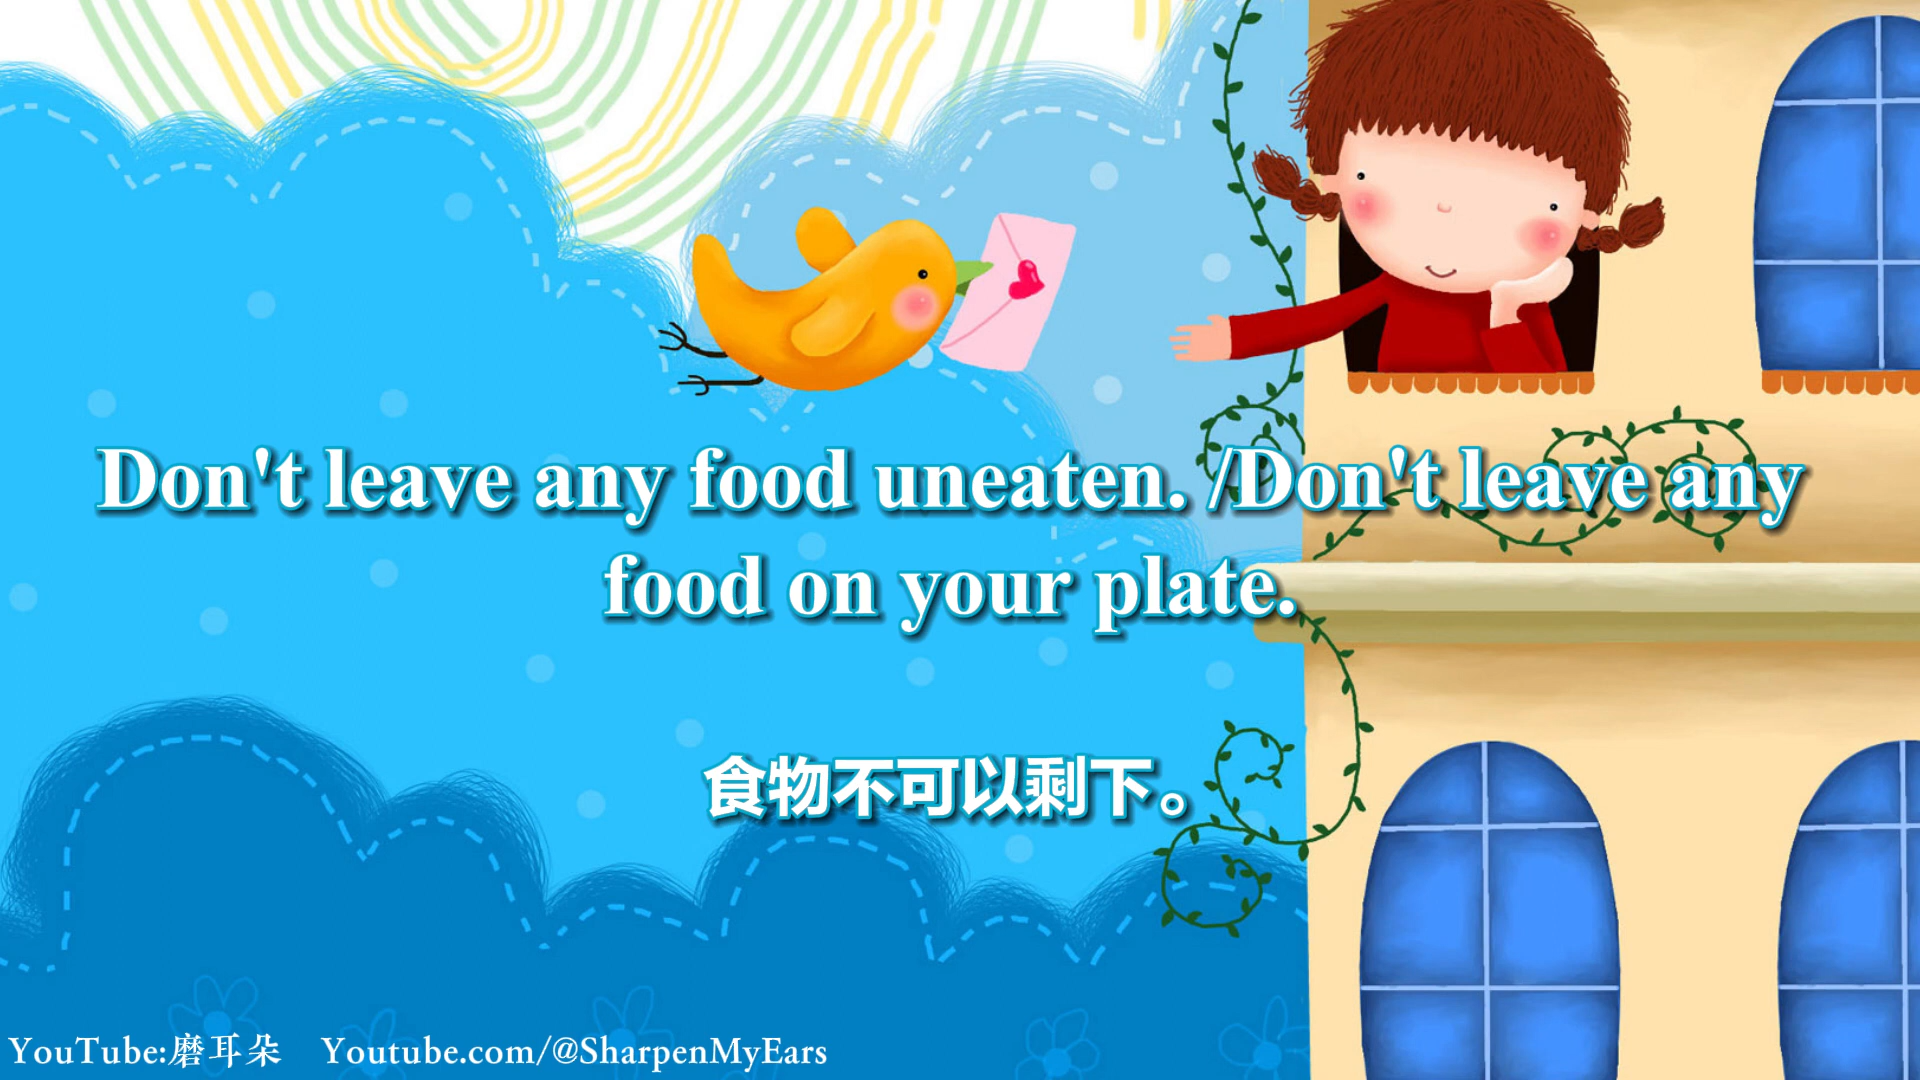 Don't leave any food uneaten. /Don't leave any
food on your plate.
食物不可以剩下。
YouTube:磨耳朵 Youtube.com/@SharpenMyEars